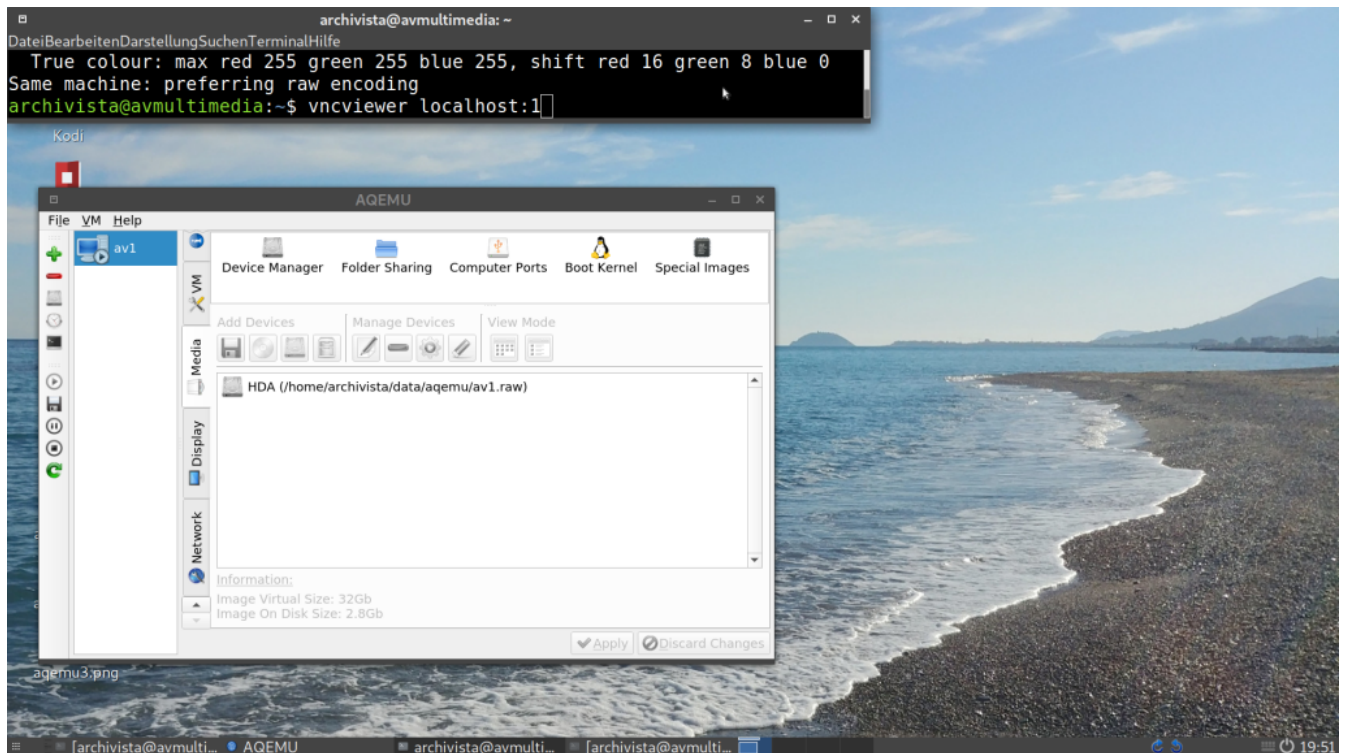 archivista@avmultimedia: ~
DateiBearbeitenDarstellungSuchenTerminalHilfe
True colour: max red 255 green 255 blue 255, shift red 16 green 8 blue 0
Same machine: preferring raw encoding
archivista@avmultimedia:~$ vncviewer localhost:1
Kodi
AQEMU
File VM Help
av1
VM
Media
Display
Network
Device Manager Folder Sharing Computer Ports Boot Kernel Special Images
Add Devices Manage Devices View Mode
HDA (/home/archivista/data/aqemu/av1.raw)
Information:
Image Virtual Size: 32Gb
Image On Disk Size: 2.8Gb
Apply Discard Changes
aqemu3.png
[archivista@avmulti... AQEMU archivista@avmulti... [archivista@avmulti... 19:51